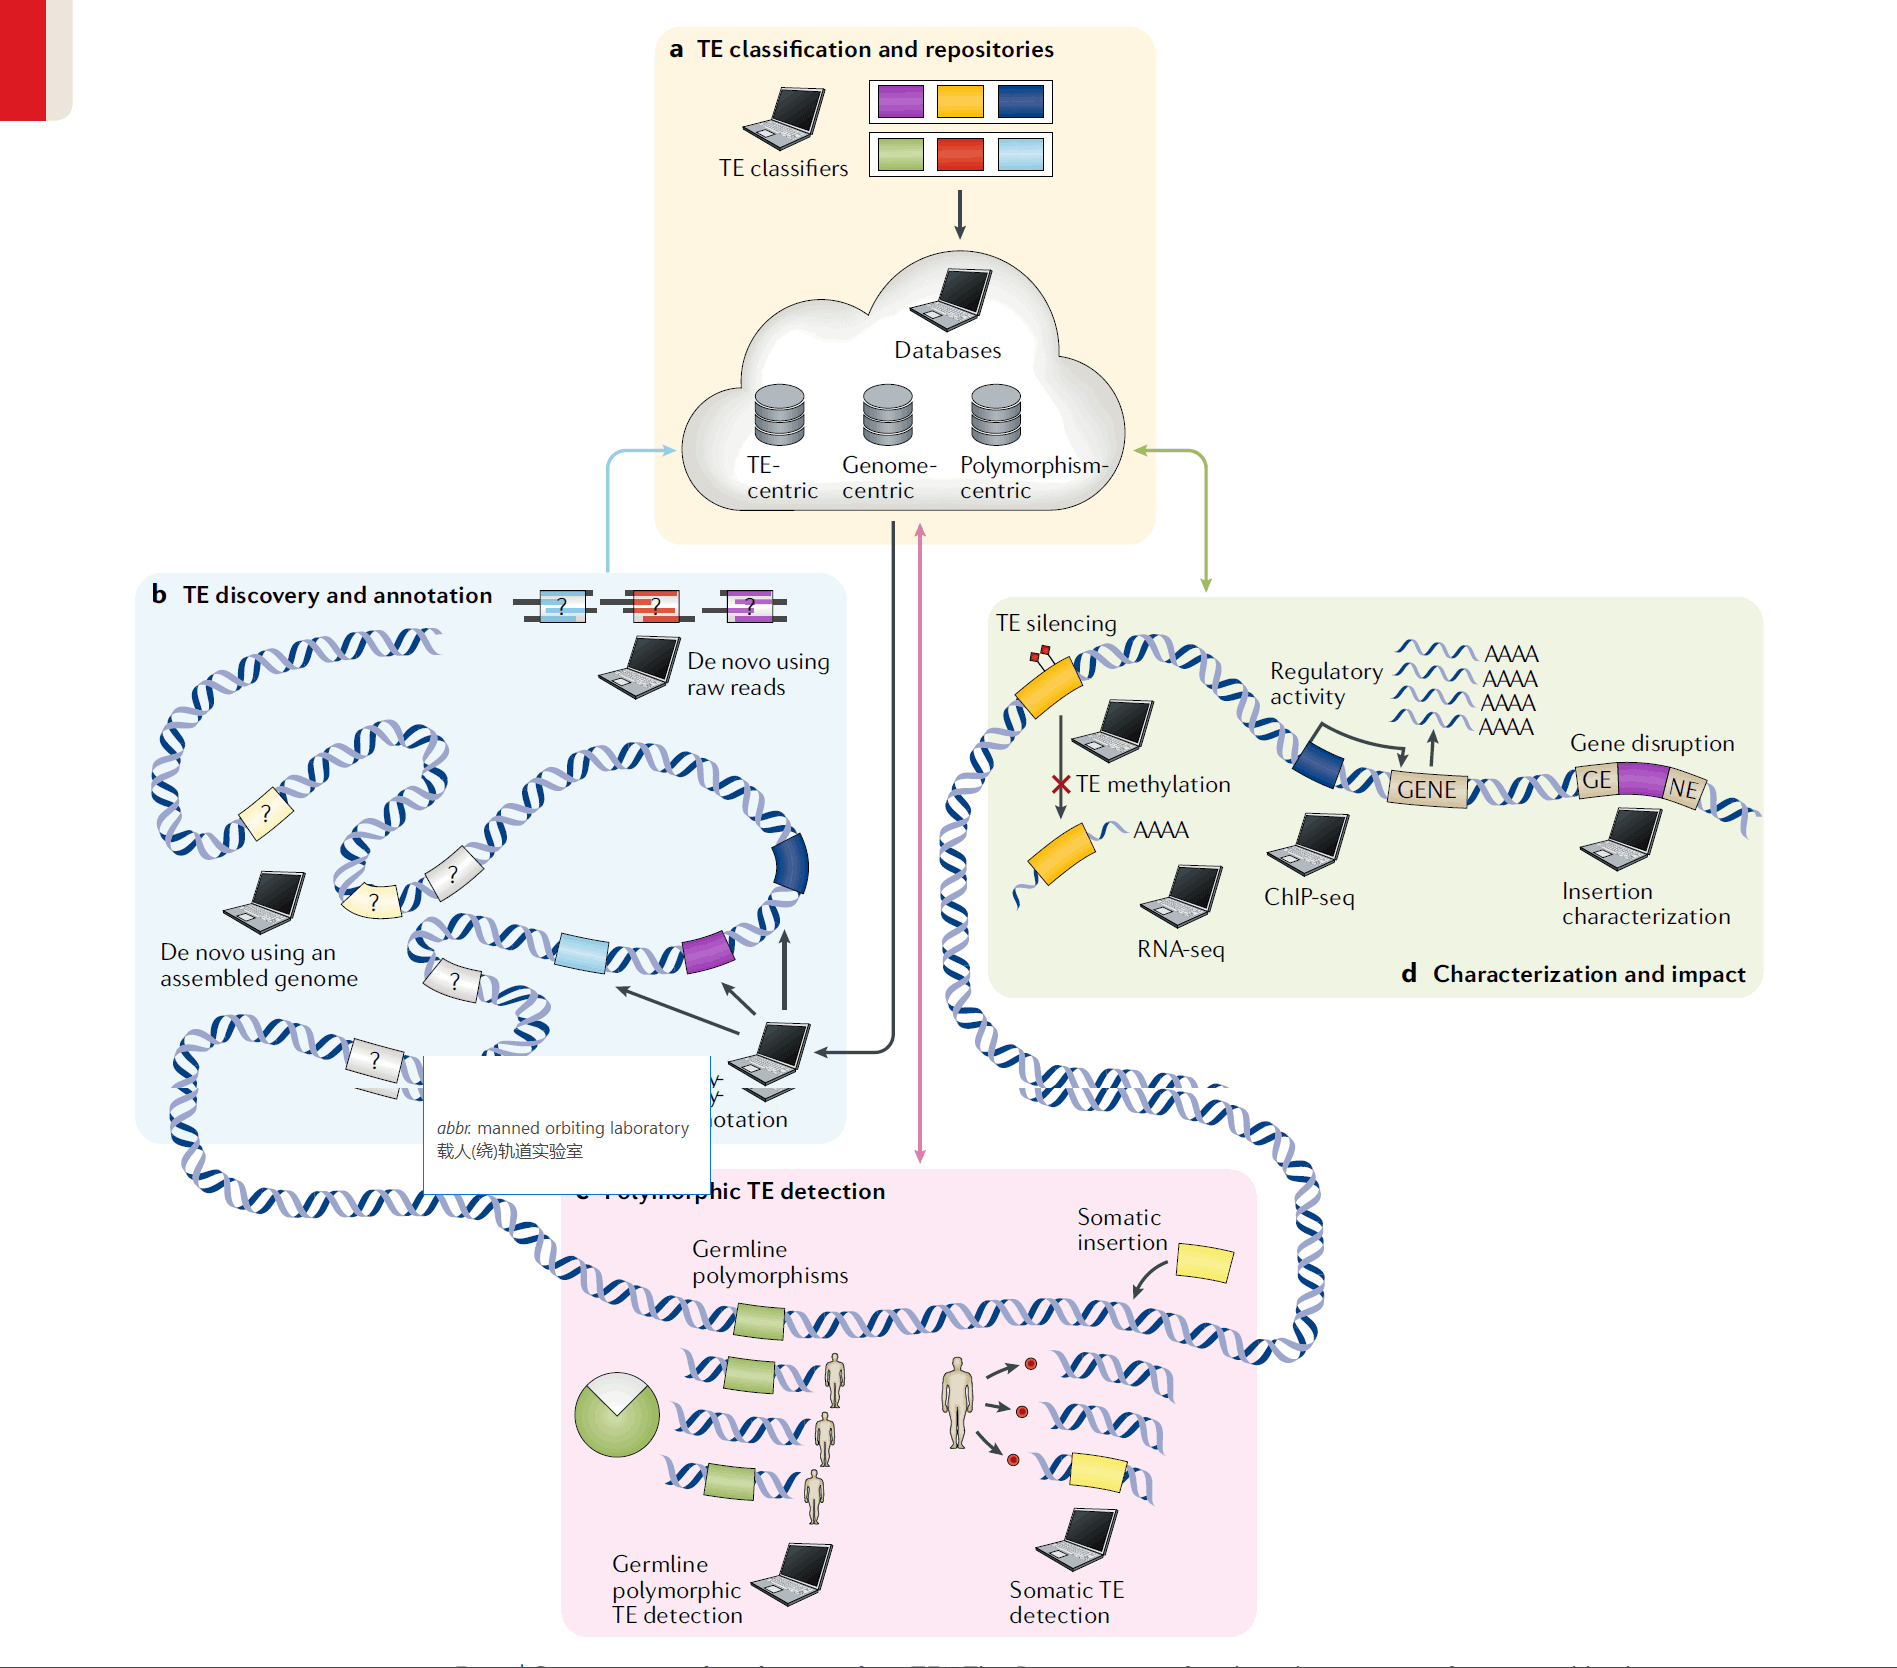 a TE classification and repositories
TE classifiers
Databases
TE-
centric
Genome-
centric
Polymorphism-
centric
b TE discovery and annotation
?
?
?
De novo using
raw reads
?
?
?
De novo using an
assembled genome
?
?
y-
y-
otation
abbr. manned orbiting laboratory
载人(绕)轨道实验室
TE silencing
TE methylation
AAAA
RNA-seq
Regulatory
activity
AAAA
AAAA
AAAA
AAAA
GENE
ChIP-seq
Gene disruption
GE
NE
Insertion
characterization
d Characterization and impact
c Polymorphic TE detection
Germline
polymorphisms
Somatic
insertion
Germline
polymorphic
TE detection
Somatic TE
detection